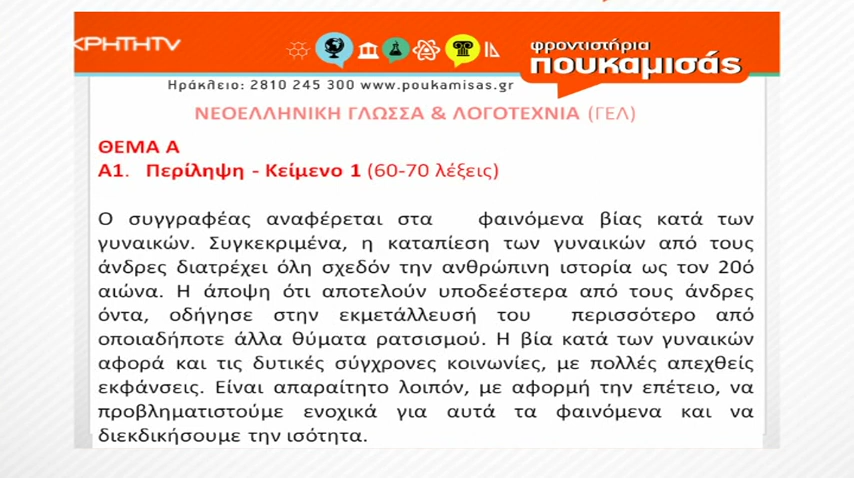 ΚΡΗΤΗTV
φροντιστήρια
πουκαμισάς
Ηράκλειο: 2810 245 300 www.poukamisas.gr
ΝΕΟΕΛΛΗΝΙΚΗ ΓΛΩΣΣΑ & ΛΟΓΟΤΕΧΝΙΑ (ΓΕΛ)
ΘΕΜΑ Α
Α1. Περίληψη - Κείμενο 1 (60-70 λέξεις)
Ο συγγραφέας αναφέρεται στα φαινόμενα βίας κατά των
γυναικών. Συγκεκριμένα, η καταπίεση των γυναικών από τους
άνδρες διατρέχει όλη σχεδόν την ανθρώπινη ιστορία ως τον 20ό
αιώνα. Η άποψη ότι αποτελούν υποδεέστερα από τους άνδρες
όντα, οδήγησε στην εκμετάλλευσή του περισσότερο από
οποιαδήποτε άλλα θύματα ρατσισμού. Η βία κατά των γυναικών
αφορά και τις δυτικές σύγχρονες κοινωνίες, με πολλές απεχθείς
εκφάνσεις. Είναι απαραίτητο λοιπόν, με αφορμή την επέτειο, να
προβληματιστούμε ενοχικά για αυτά τα φαινόμενα και να
διεκδικήσουμε την ισότητα.